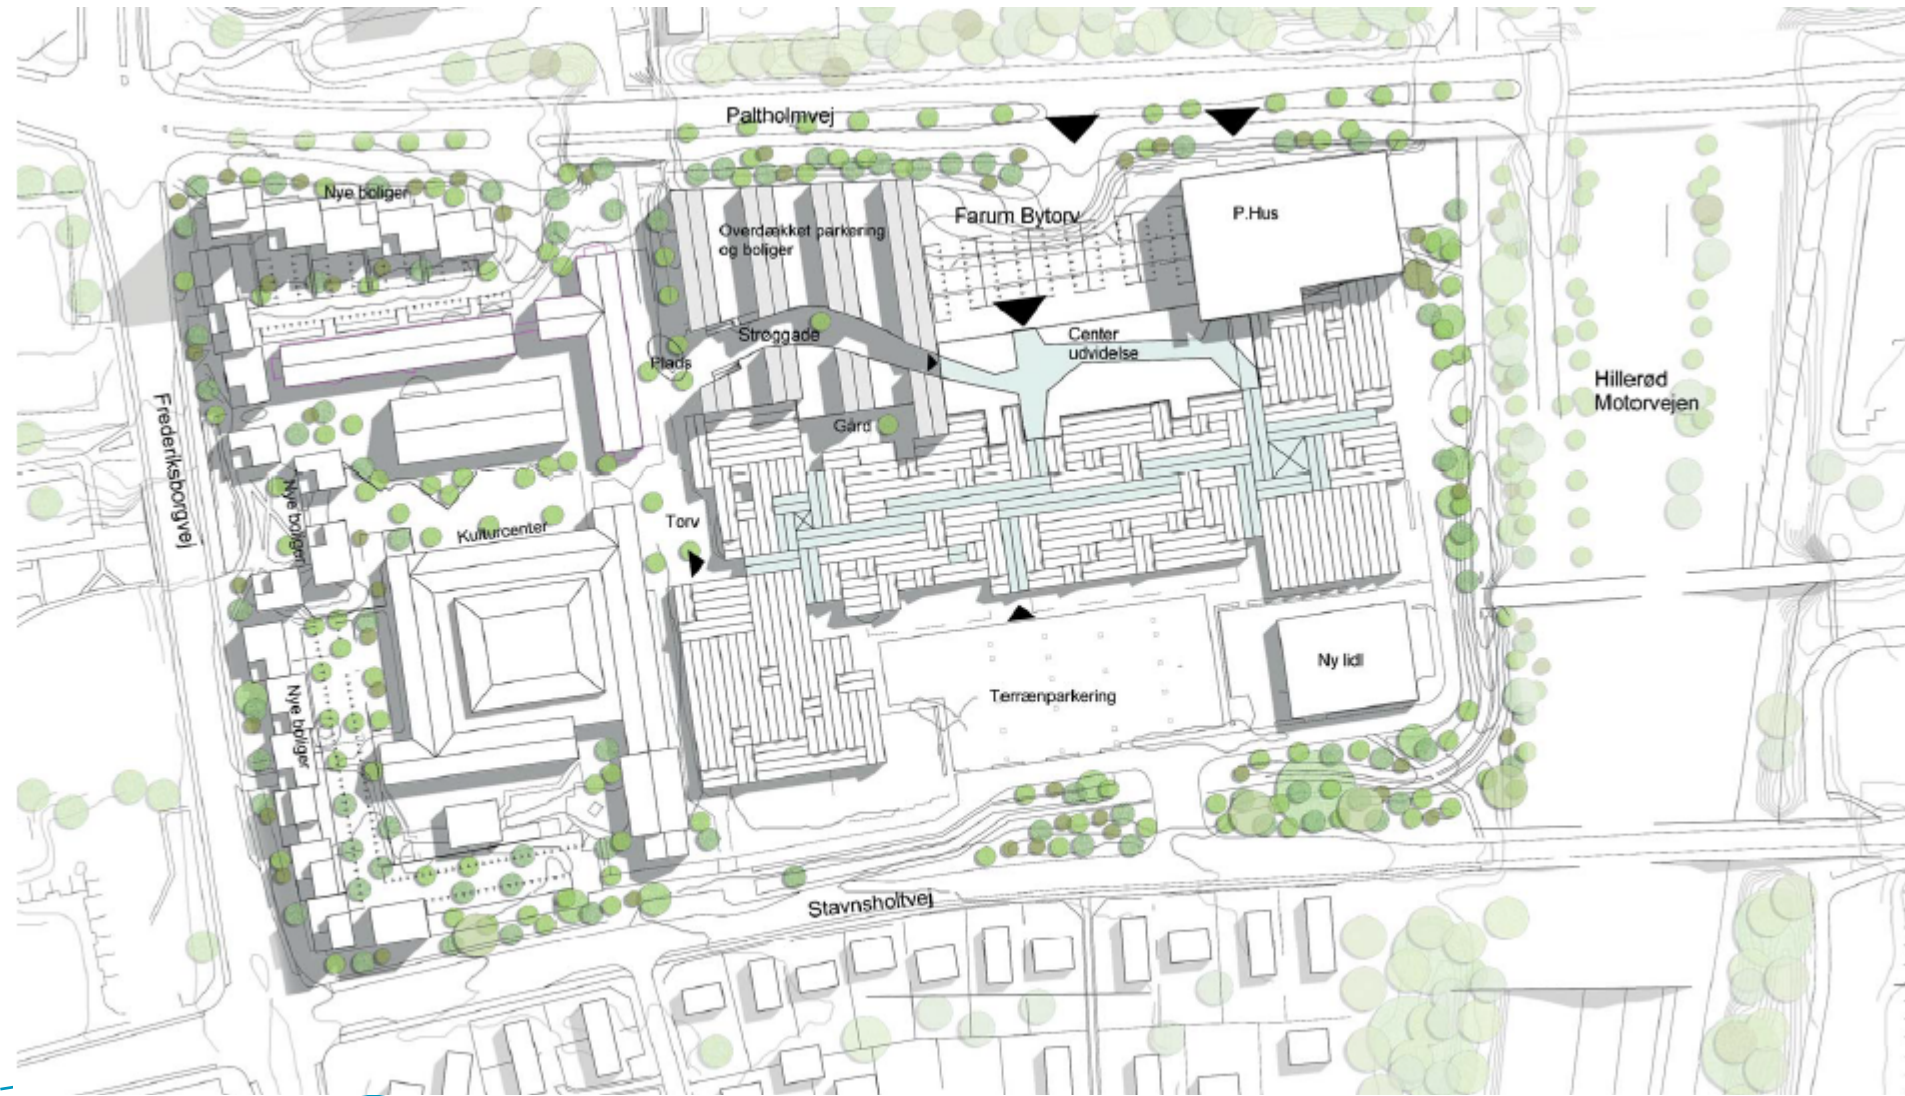 Paltholmvej
Nye boliger
Farum Bytorv
P.Hus
Overdækket parkering
og boliger
Strøggade
Center
udvidelse
Plads
Hillerød
Motorvejen
Frederiksborgvej
Gård
Nye boligerr
Torv
Kulturcenter
Ny lidl
Nye boliger
Terrænparkering
Stavnsholtvej